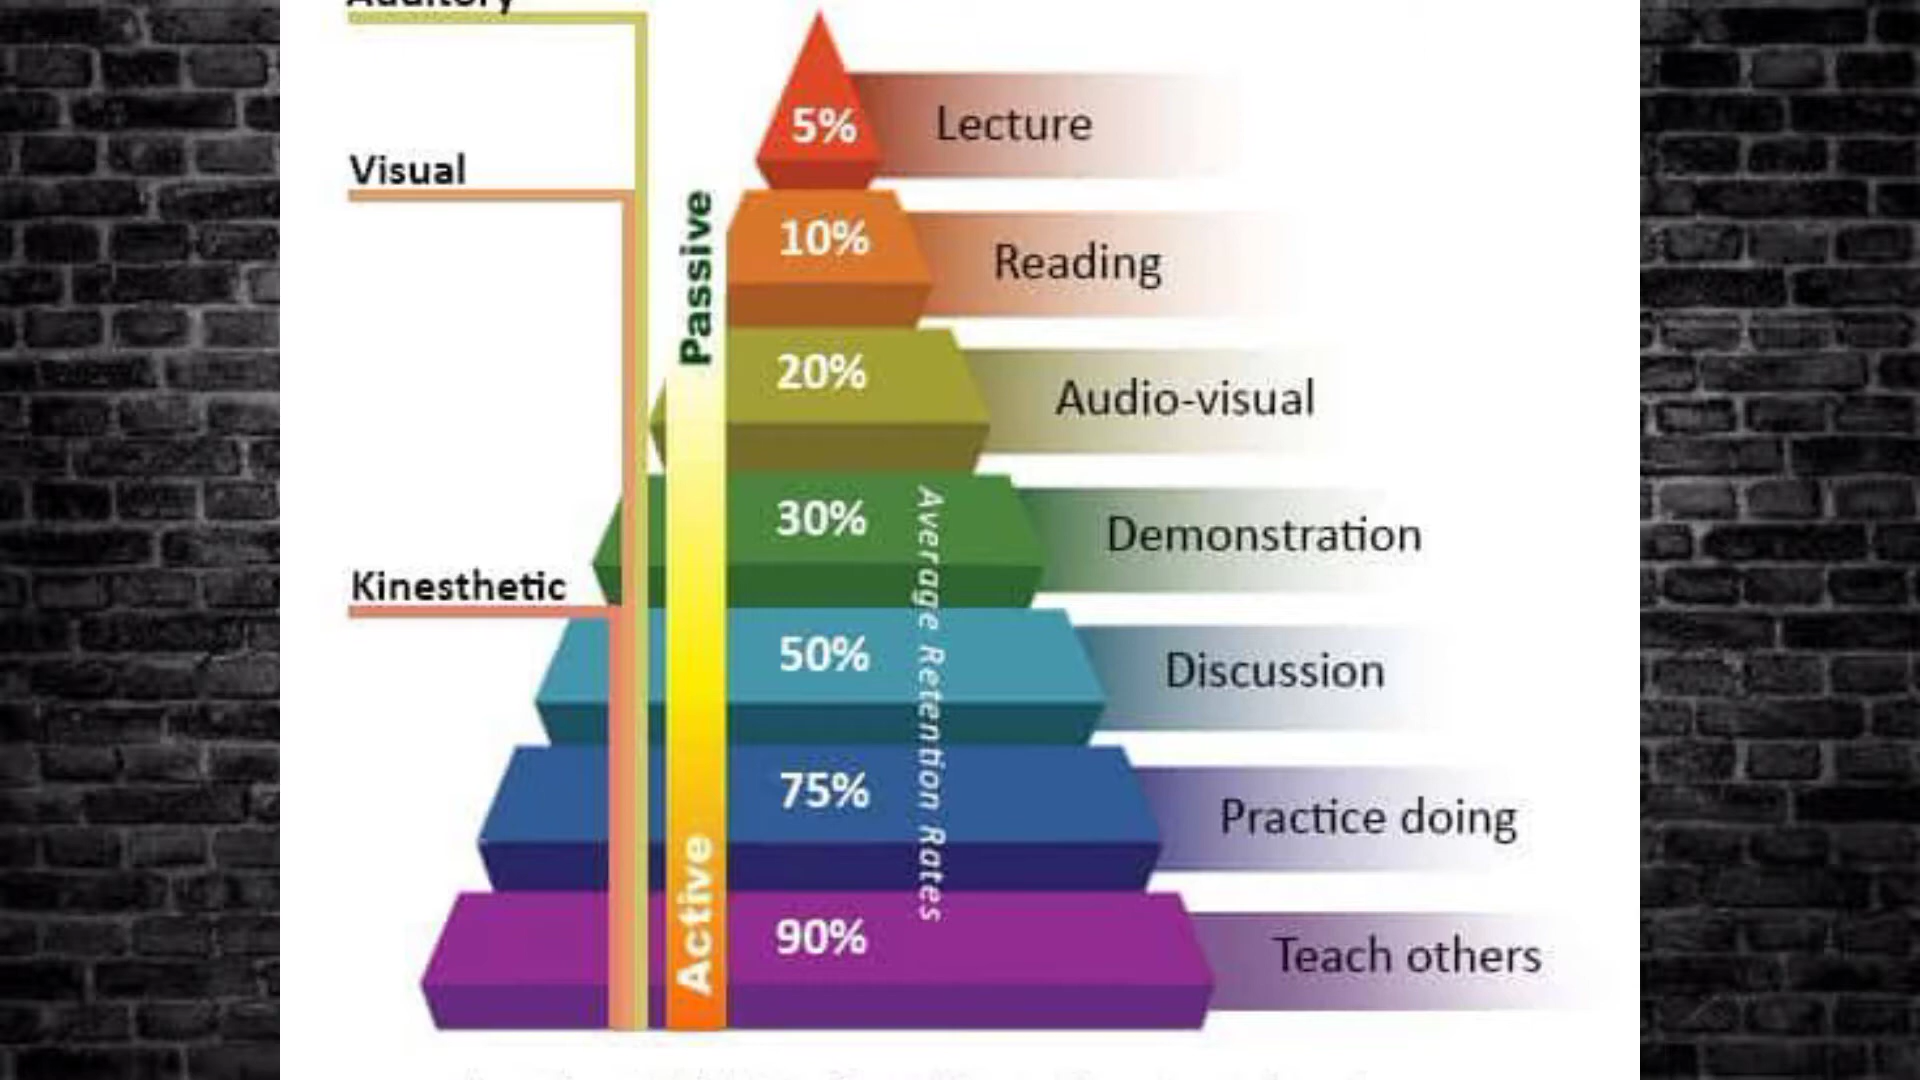 Auditory
5%
Lecture
Visual
Passive
10%
Reading
20%
Audio-visual
30%
Demonstration
Average Retention Rates
Kinesthetic
50%
Discussion
75%
Practice doing
Active
90%
Teach others